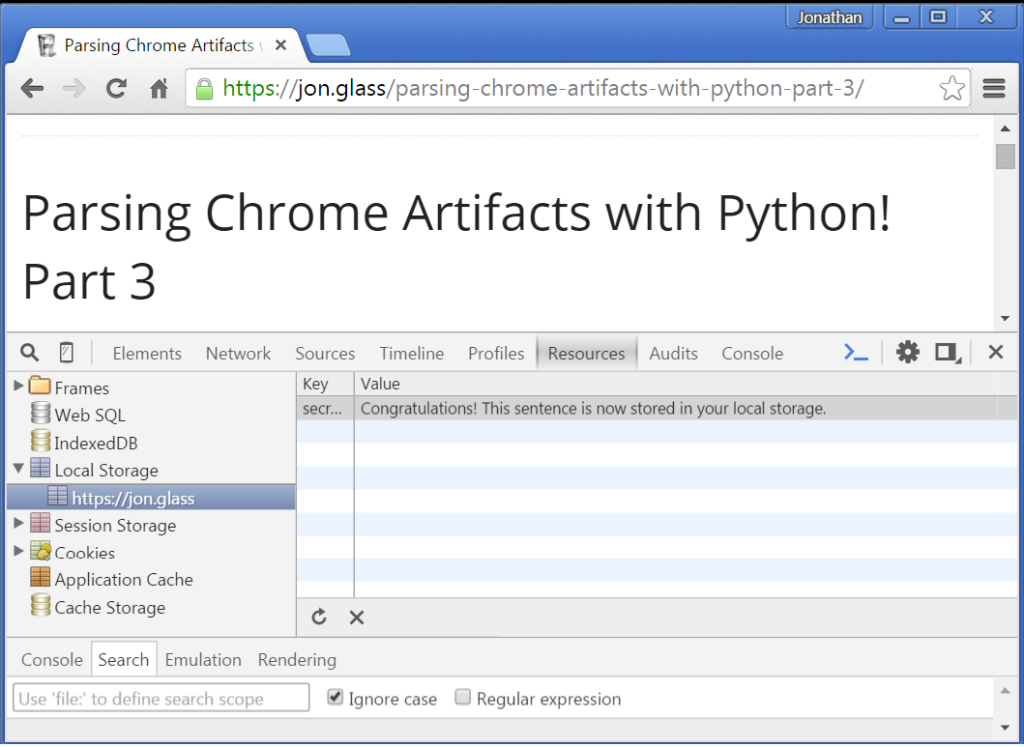 Jonathan
Parsing Chrome Artifacts
https://jon.glass/parsing-chrome-artifacts-with-python-part-3/
Parsing Chrome Artifacts with Python!
Part 3
Elements Network Sources Timeline Profiles Resources Audits Console
Frames
Web SQL
IndexedDB
Local Storage
https://jon.glass
Session Storage
Cookies
Application Cache
Cache Storage
Key Value
secr... Congratulations! This sentence is now stored in your local storage.
Console Search Emulation Rendering
Use 'file:' to define search scope Ignore case Regular expression